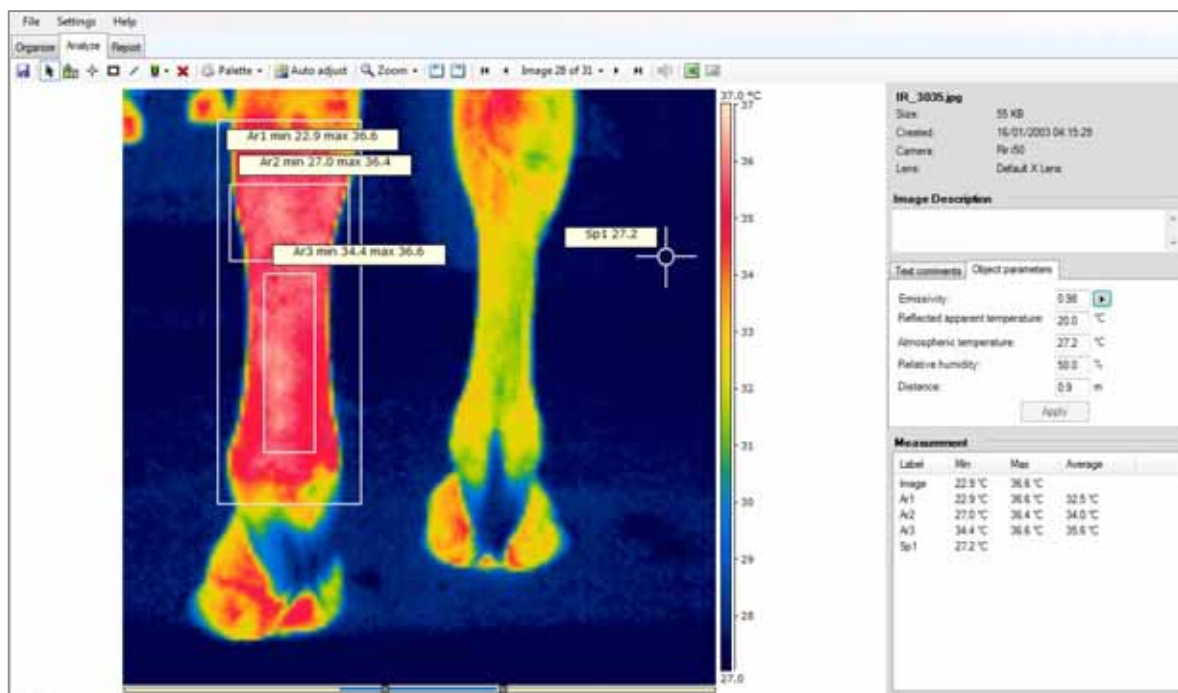 File Settings Help
Organize Analyze Report
Palette Auto adjust Zoom Image 28 of 31
37.0 °C
37
36
35
34
33
32
31
30
29
28
27.0
Ar1 min 22.9 max 36.6
Ar2 min 27.0 max 36.4
Ar3 min 34.4 max 36.6
Sp1 27.2
IR_3035.jpg
Size: 55 KB
Created: 16/01/2003 04:15:29
Camera: Flir i50
Lens: Default X Lens
Image Description
Text comments Object parameters
Emissivity: 0.98
Reflected apparent temperature: 20.0 °C
Atmospheric temperature: 27.2 °C
Relative humidity: 50.0 %
Distance: 0.9 m
Apply
Measurment
Label Min Max Average
Image 22.9 °C 36.6 °C
Ar1 22.9 °C 36.6 °C 32.5 °C
Ar2 27.0 °C 36.4 °C 34.0 °C
Ar3 34.4 °C 36.6 °C 35.6 °C
Sp1 27.2 °C